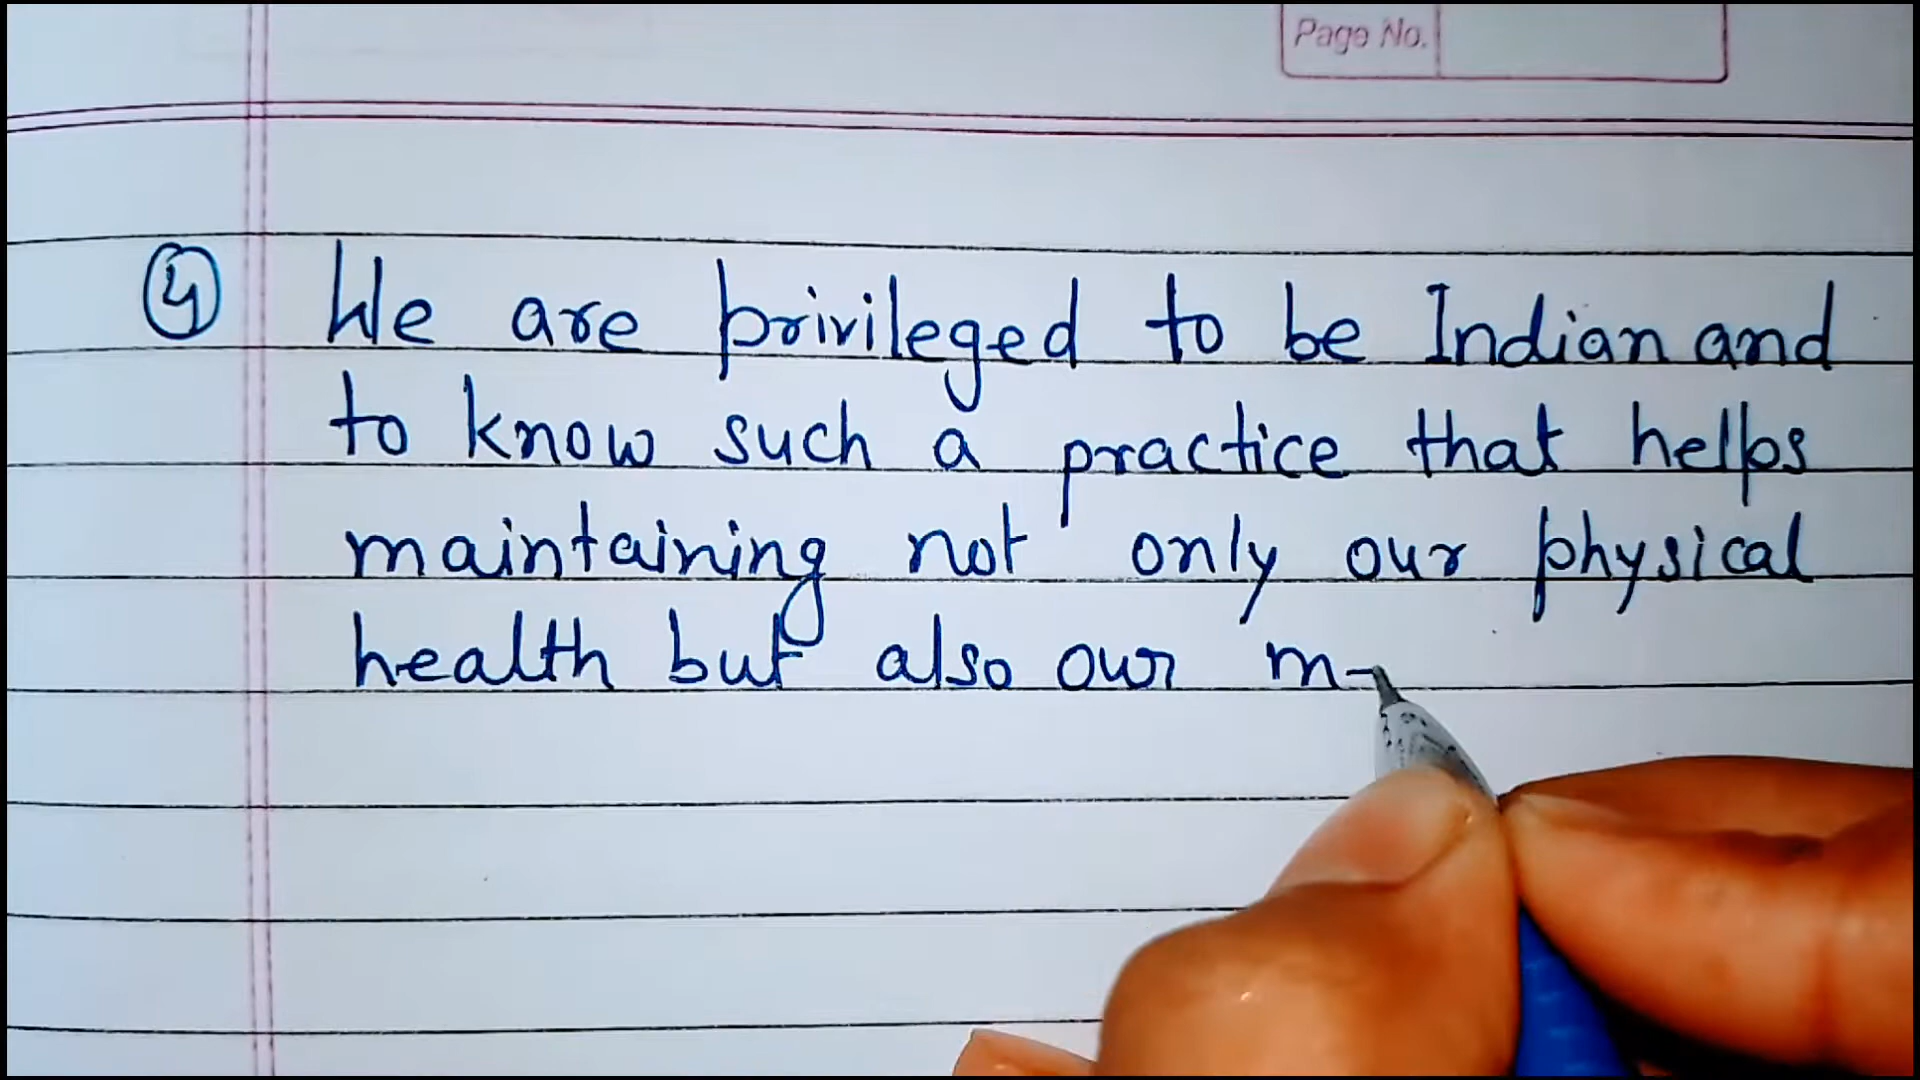 Page No.
4 We are privileged to be Indian and
to know such a practice that helps
maintaining not only our physical
health but also our m